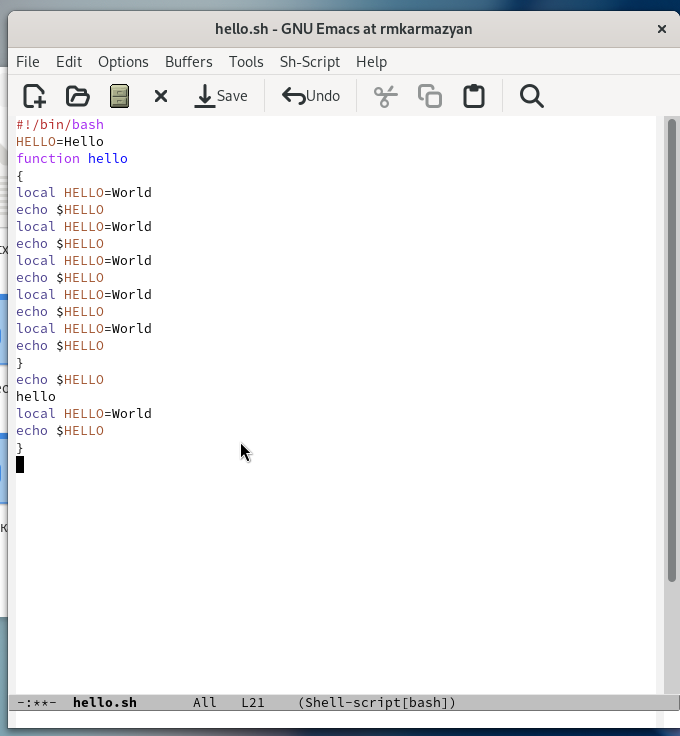 hello.sh - GNU Emacs at rmkarmazyan
File Edit Options Buffers Tools Sh-Script Help
Save Undo
#!/bin/bash
HELLO=Hello
function hello
{
local HELLO=World
echo $HELLO
local HELLO=World
echo $HELLO
local HELLO=World
echo $HELLO
local HELLO=World
echo $HELLO
local HELLO=World
echo $HELLO
}
echo $HELLO
hello
local HELLO=World
echo $HELLO
}
-:**- hello.sh All L21 (Shell-script[bash])